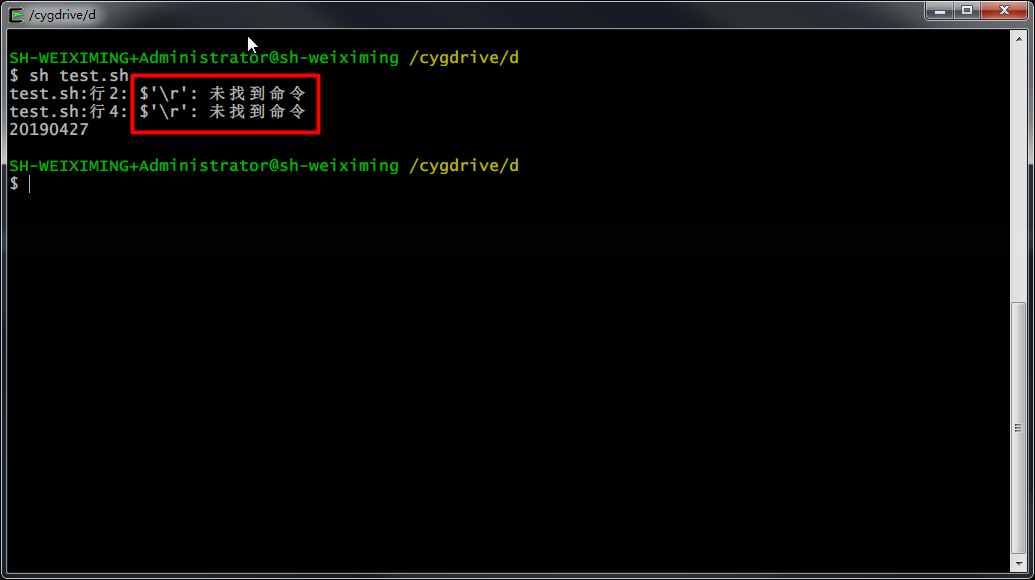 /cygdrive/d
SH-WEIXIMING+Administrator@sh-weiximing /cygdrive/d
$ sh test.sh
test.sh:行2: $'\r': 未找到命令
test.sh:行4: $'\r': 未找到命令
20190427
SH-WEIXIMING+Administrator@sh-weiximing /cygdrive/d
$